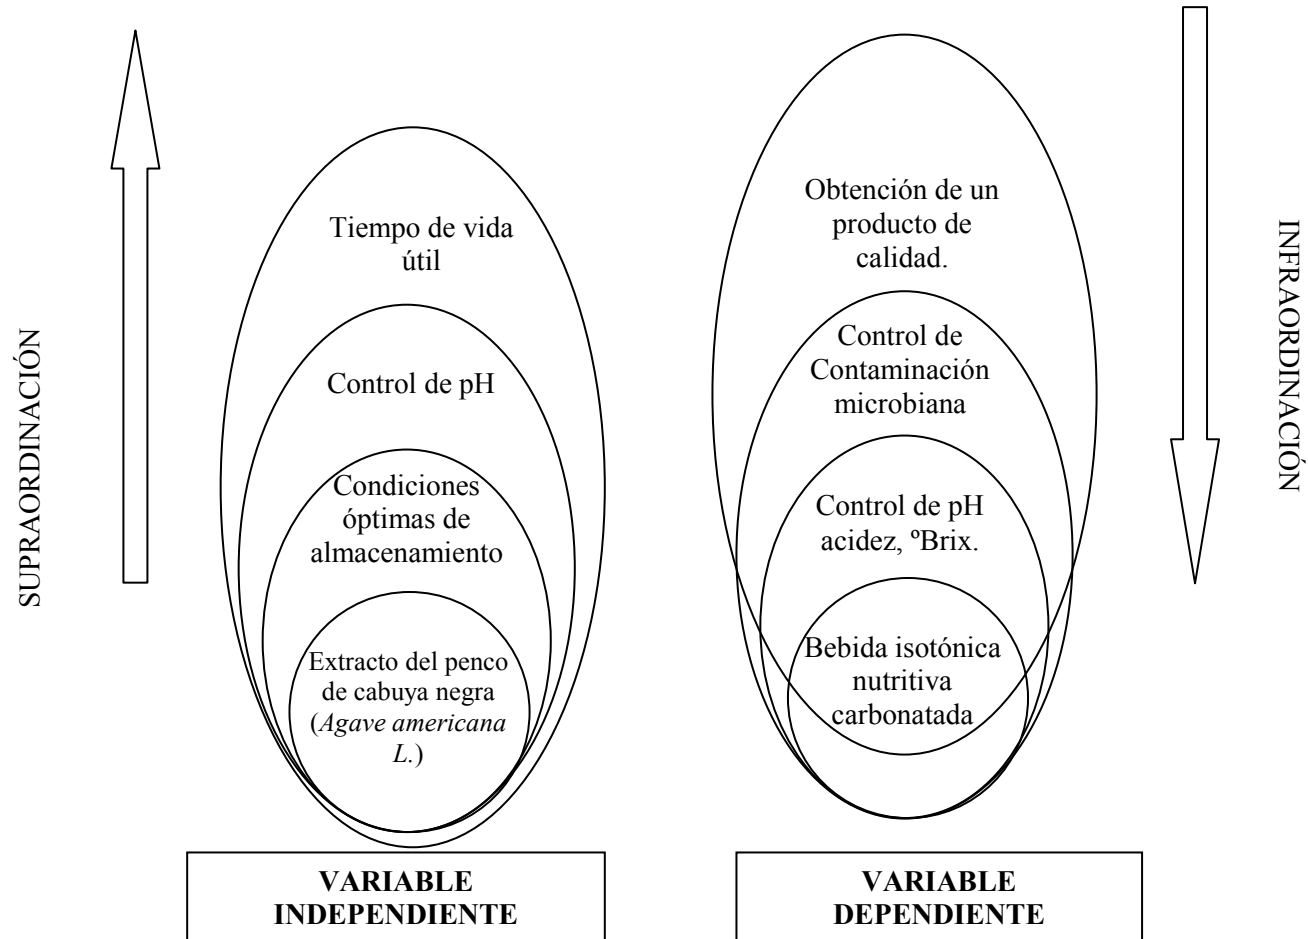 SUPRAORDINACIÓN
Tiempo de vida
útil
Control de pH
Condiciones
óptimas de
almacenamiento
Extracto del penco
de cabuya negra
(Agave americana
L.)
VARIABLE
INDEPENDIENTE
Obtención de un
producto de
calidad.
Control de
Contaminación
microbiana
Control de pH
acidez, ºBrix.
Bebida isotónica
nutritiva
carbonatada
VARIABLE
DEPENDIENTE
INFRAORDINACIÓN